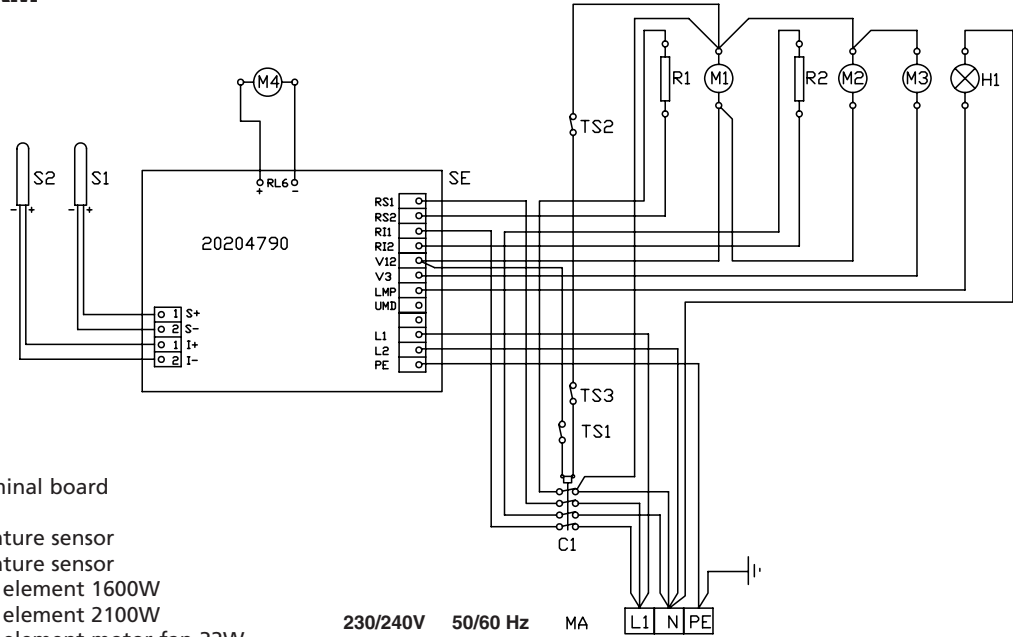 M4
RL6
+ -
S2
S1
- +
- +
SE
20204790
RS1
RS2
RI1
RI2
V12
V3
LMP
UMD
L1
L2
PE
1 S+
2 S-
1 I+
2 I-
R1
M1
R2
M2
M3
H1
TS2
TS3
TS1
C1
minal board
ature sensor
ature sensor
element 1600W
element 2100W
230/240V 50/60 Hz MA L1 N PE